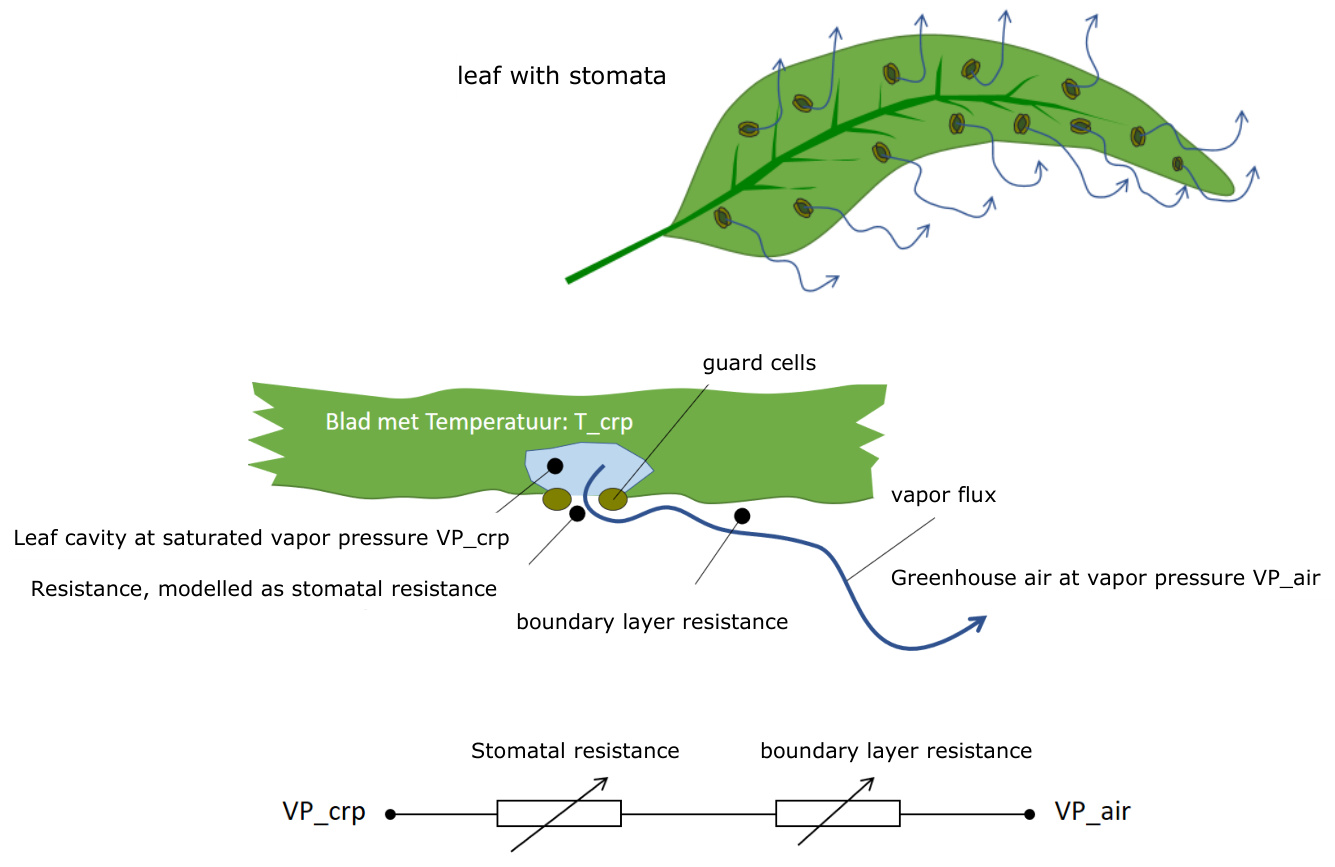 leaf with stomata
guard cells
Blad met Temperatuur: T_crp
vapor flux
Leaf cavity at saturated vapor pressure VP_crp
Greenhouse air at vapor pressure VP_air
Resistance, modelled as stomatal resistance
boundary layer resistance
Stomatal resistance
boundary layer resistance
VP_crp
VP_air